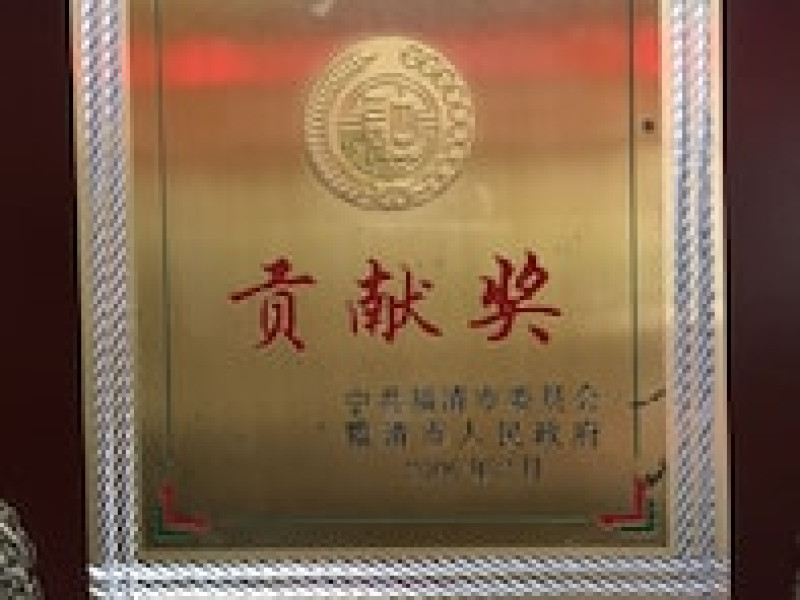 贡献奖
中共福清市委员会
福清市人民政府